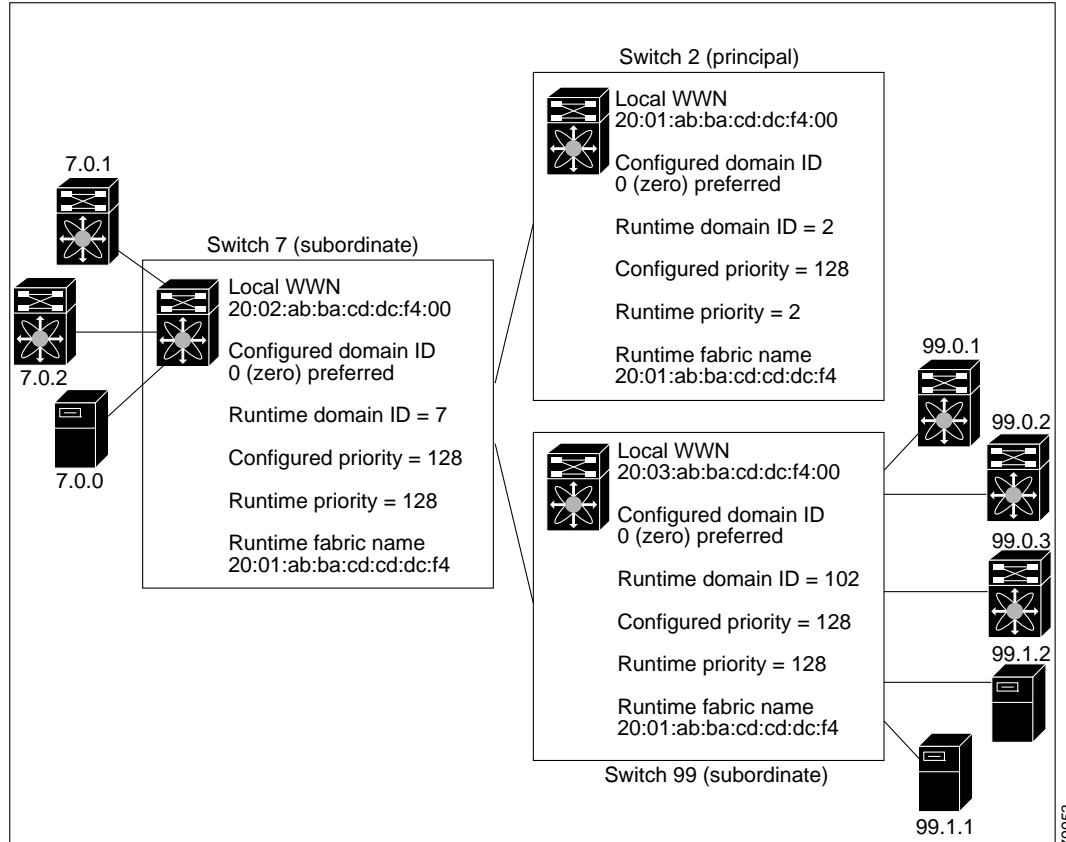 Switch 2 (principal)
Local WWN
20:01:ab:ba:cd:dc:f4:00
Configured domain ID
0 (zero) preferred
Runtime domain ID = 2
Configured priority = 128
Runtime priority = 2
Runtime fabric name
20:01:ab:ba:cd:cd:dc:f4
7.0.1
7.0.2
7.0.0
Switch 7 (subordinate)
Local WWN
20:02:ab:ba:cd:dc:f4:00
Configured domain ID
0 (zero) preferred
Runtime domain ID = 7
Configured priority = 128
Runtime priority = 128
Runtime fabric name
20:01:ab:ba:cd:cd:dc:f4
Local WWN
20:03:ab:ba:cd:dc:f4:00
Configured domain ID
0 (zero) preferred
Runtime domain ID = 102
Configured priority = 128
Runtime priority = 128
Runtime fabric name
20:01:ab:ba:cd:cd:dc:f4
Switch 99 (subordinate)
99.0.1
99.0.2
99.0.3
99.1.2
99.1.1